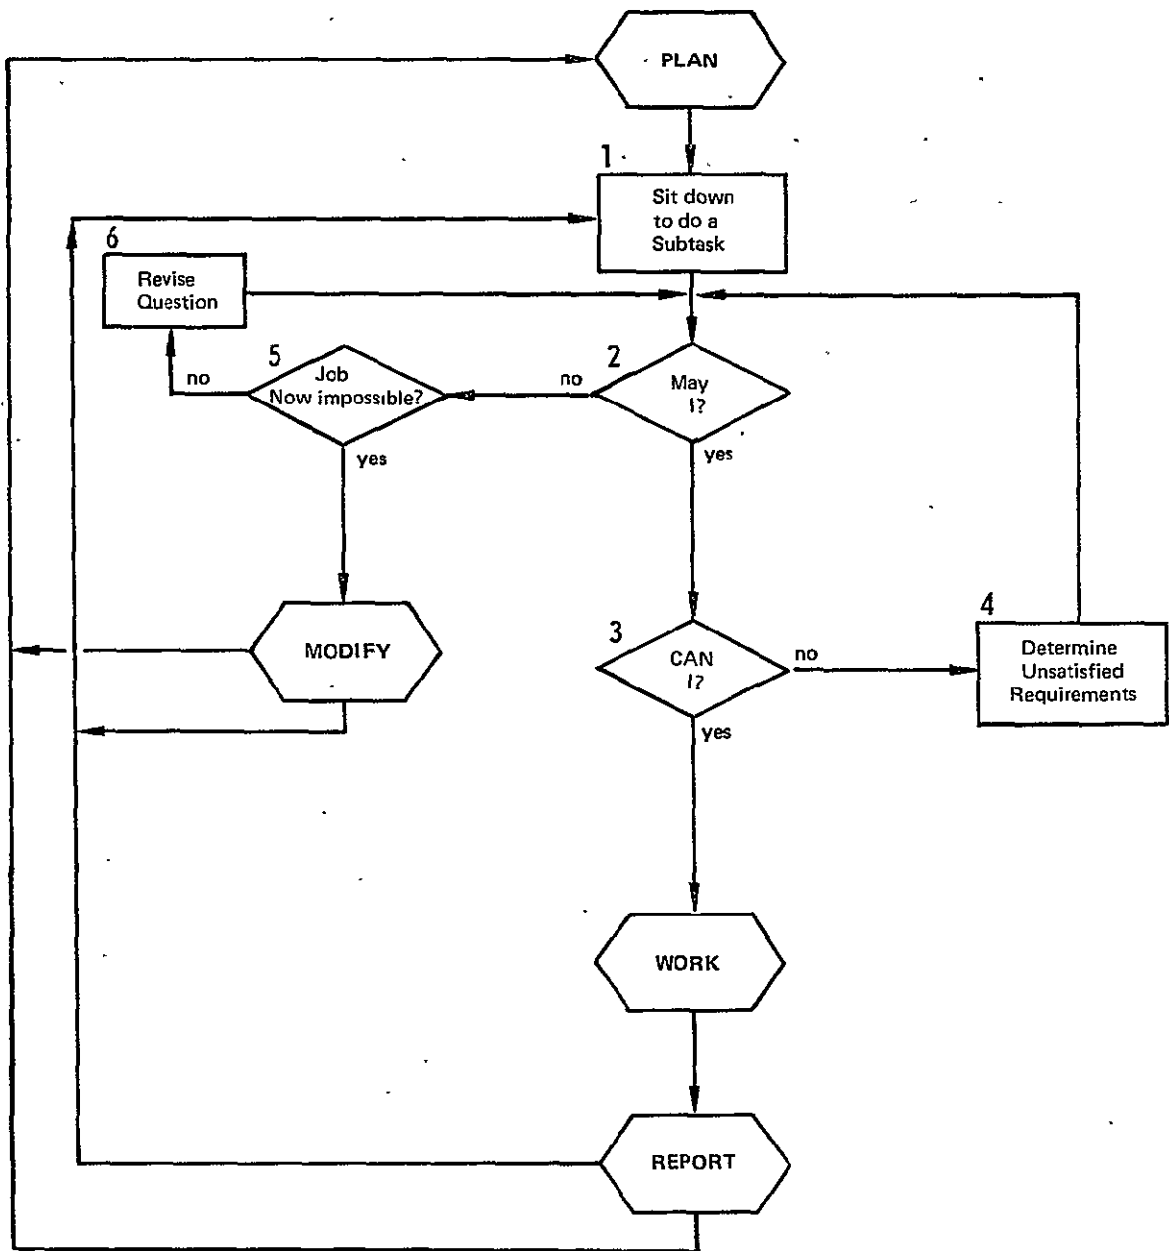 PLAN
1
Sit down
to do a
Subtask
6
Revise
Question
5
Job
Now impossible?
no
no
2
May
I?
yes
yes
MODIFY
3
CAN
I?
no
4
Determine
Unsatisfied
Requirements
yes
WORK
REPORT